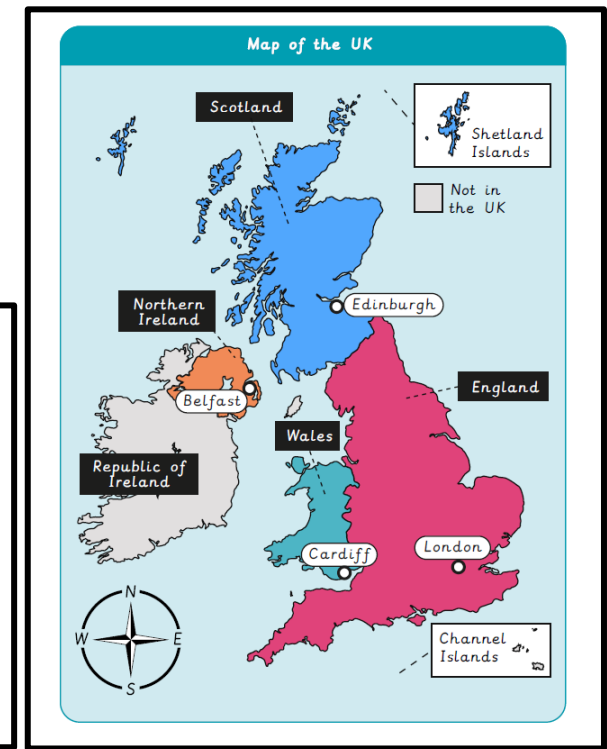 Map of the UK
Scotland
Shetland
Islands
Not in
the UK
Northern
Ireland
Edinburgh
England
Belfast
Wales
Republic of
Ireland
Cardiff
London
N
W
E
S
Channel
Islands